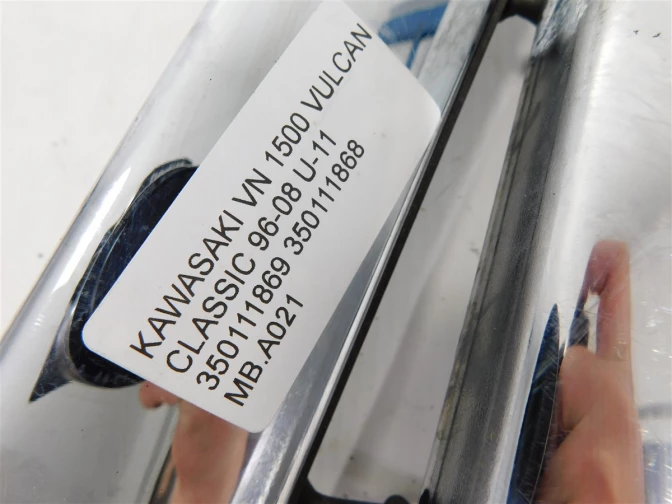 KAWASAKI VN 1500 VULCAN
CLASSIC 96-08 U-11
350111869 350111868
MB.A021